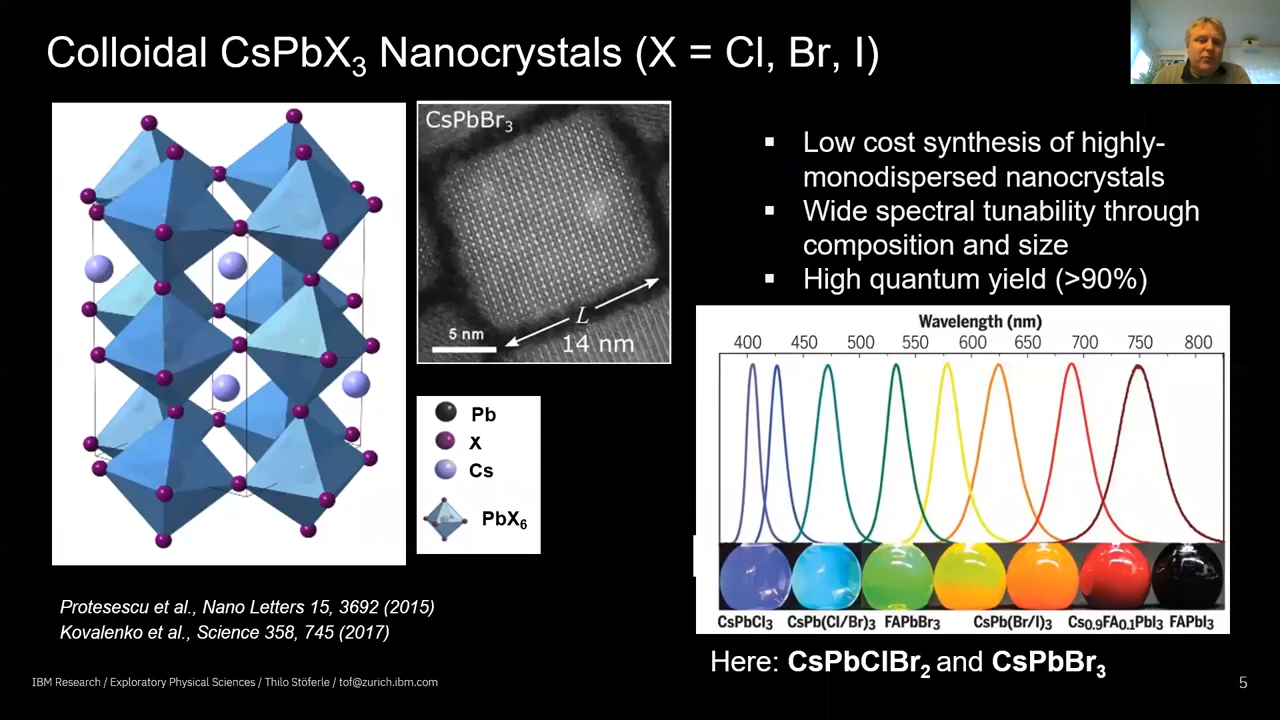 Colloidal CsPbX₃ Nanocrystals (X = Cl, Br, I)
CsPbBr₃
5 nm
L
14 nm
Pb
X
Cs
PbX₆
Protesescu et al., Nano Letters 15, 3692 (2015)
Kovalenko et al., Science 358, 745 (2017)
▪ Low cost synthesis of highly-
monodispersed nanocrystals
▪ Wide spectral tunability through
composition and size
▪ High quantum yield (>90%)
Wavelength (nm)
400 450 500 550 600 650 700 750 800
CsPbCl₃ CsPb(Cl/Br)₃ FAPbBr₃ CsPb(Br/I)₃ Cs₀.₉FA₀.₁PbI₃ FAPbI₃
Here: CsPbClBr₂ and CsPbBr₃
IBM Research / Exploratory Physical Sciences / Thilo Stöferle / tof@zurich.ibm.com
5